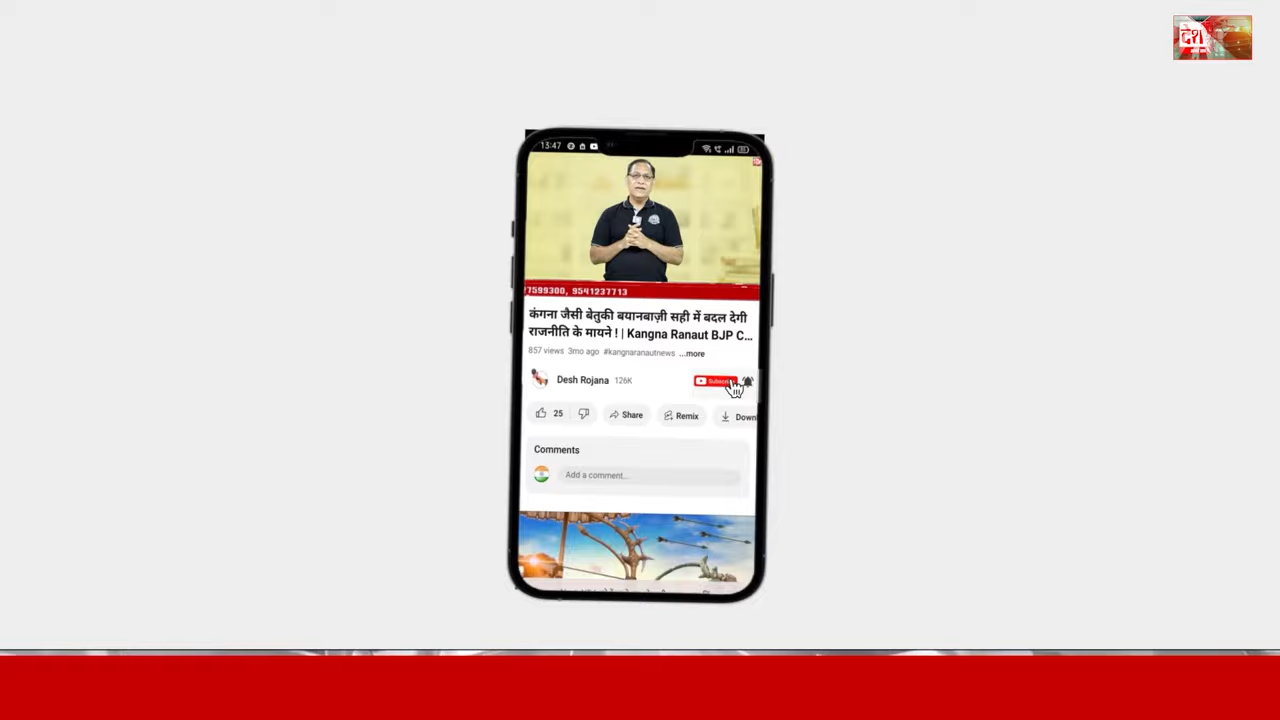 देश
13:47
7599300, 9541237713
कंगना जैसी बेतुकी बयानबाज़ी सही में बदल देगी
राजनीति के मायने ! | Kangna Ranaut BJP C...
857 views 3mo ago #kangnaranautnews ...more
Desh Rojana 126K
25 Share Remix Down
Comments
Add a comment...